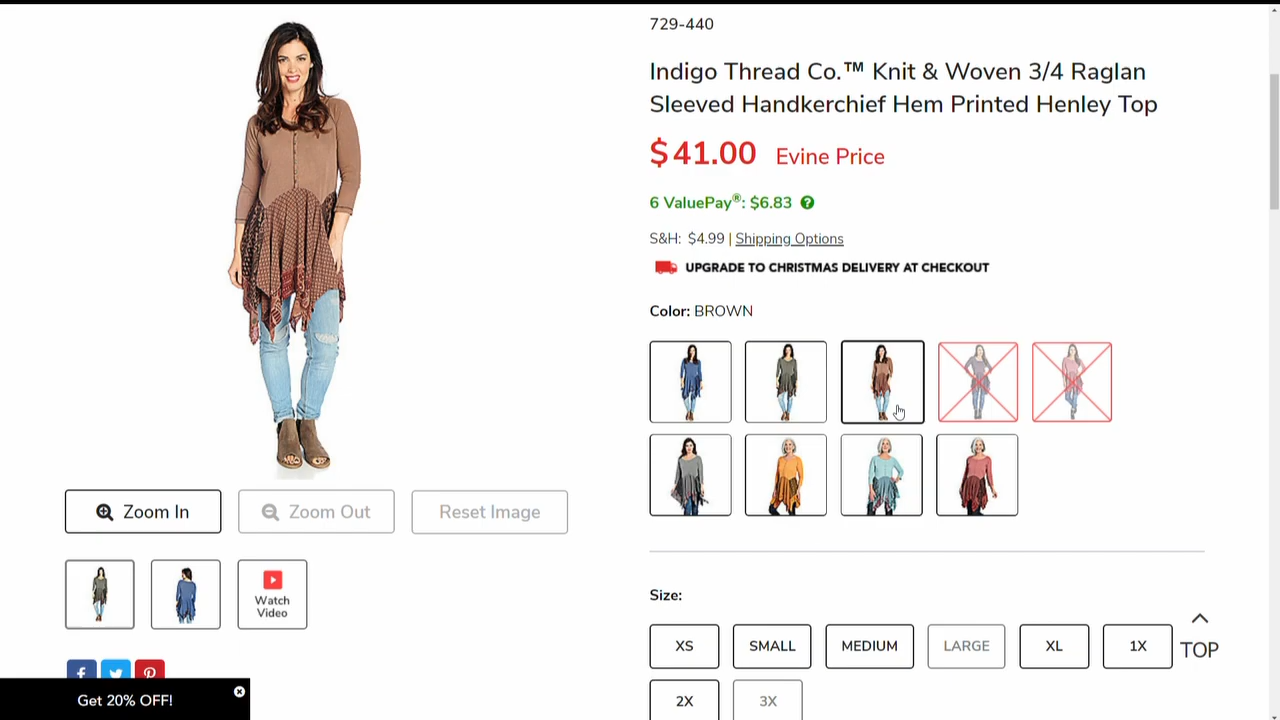 729-440
Indigo Thread Co.™ Knit & Woven 3/4 Raglan
Sleeved Handkerchief Hem Printed Henley Top
$41.00 Evine Price
6 ValuePay®: $6.83 ?
S&H: $4.99 | Shipping Options
UPGRADE TO CHRISTMAS DELIVERY AT CHECKOUT
Color: BROWN
Zoom In
Zoom Out
Reset Image
Watch
Video
Size:
XS
SMALL
MEDIUM
LARGE
XL
1X
TOP
2X
3X
Get 20% OFF!